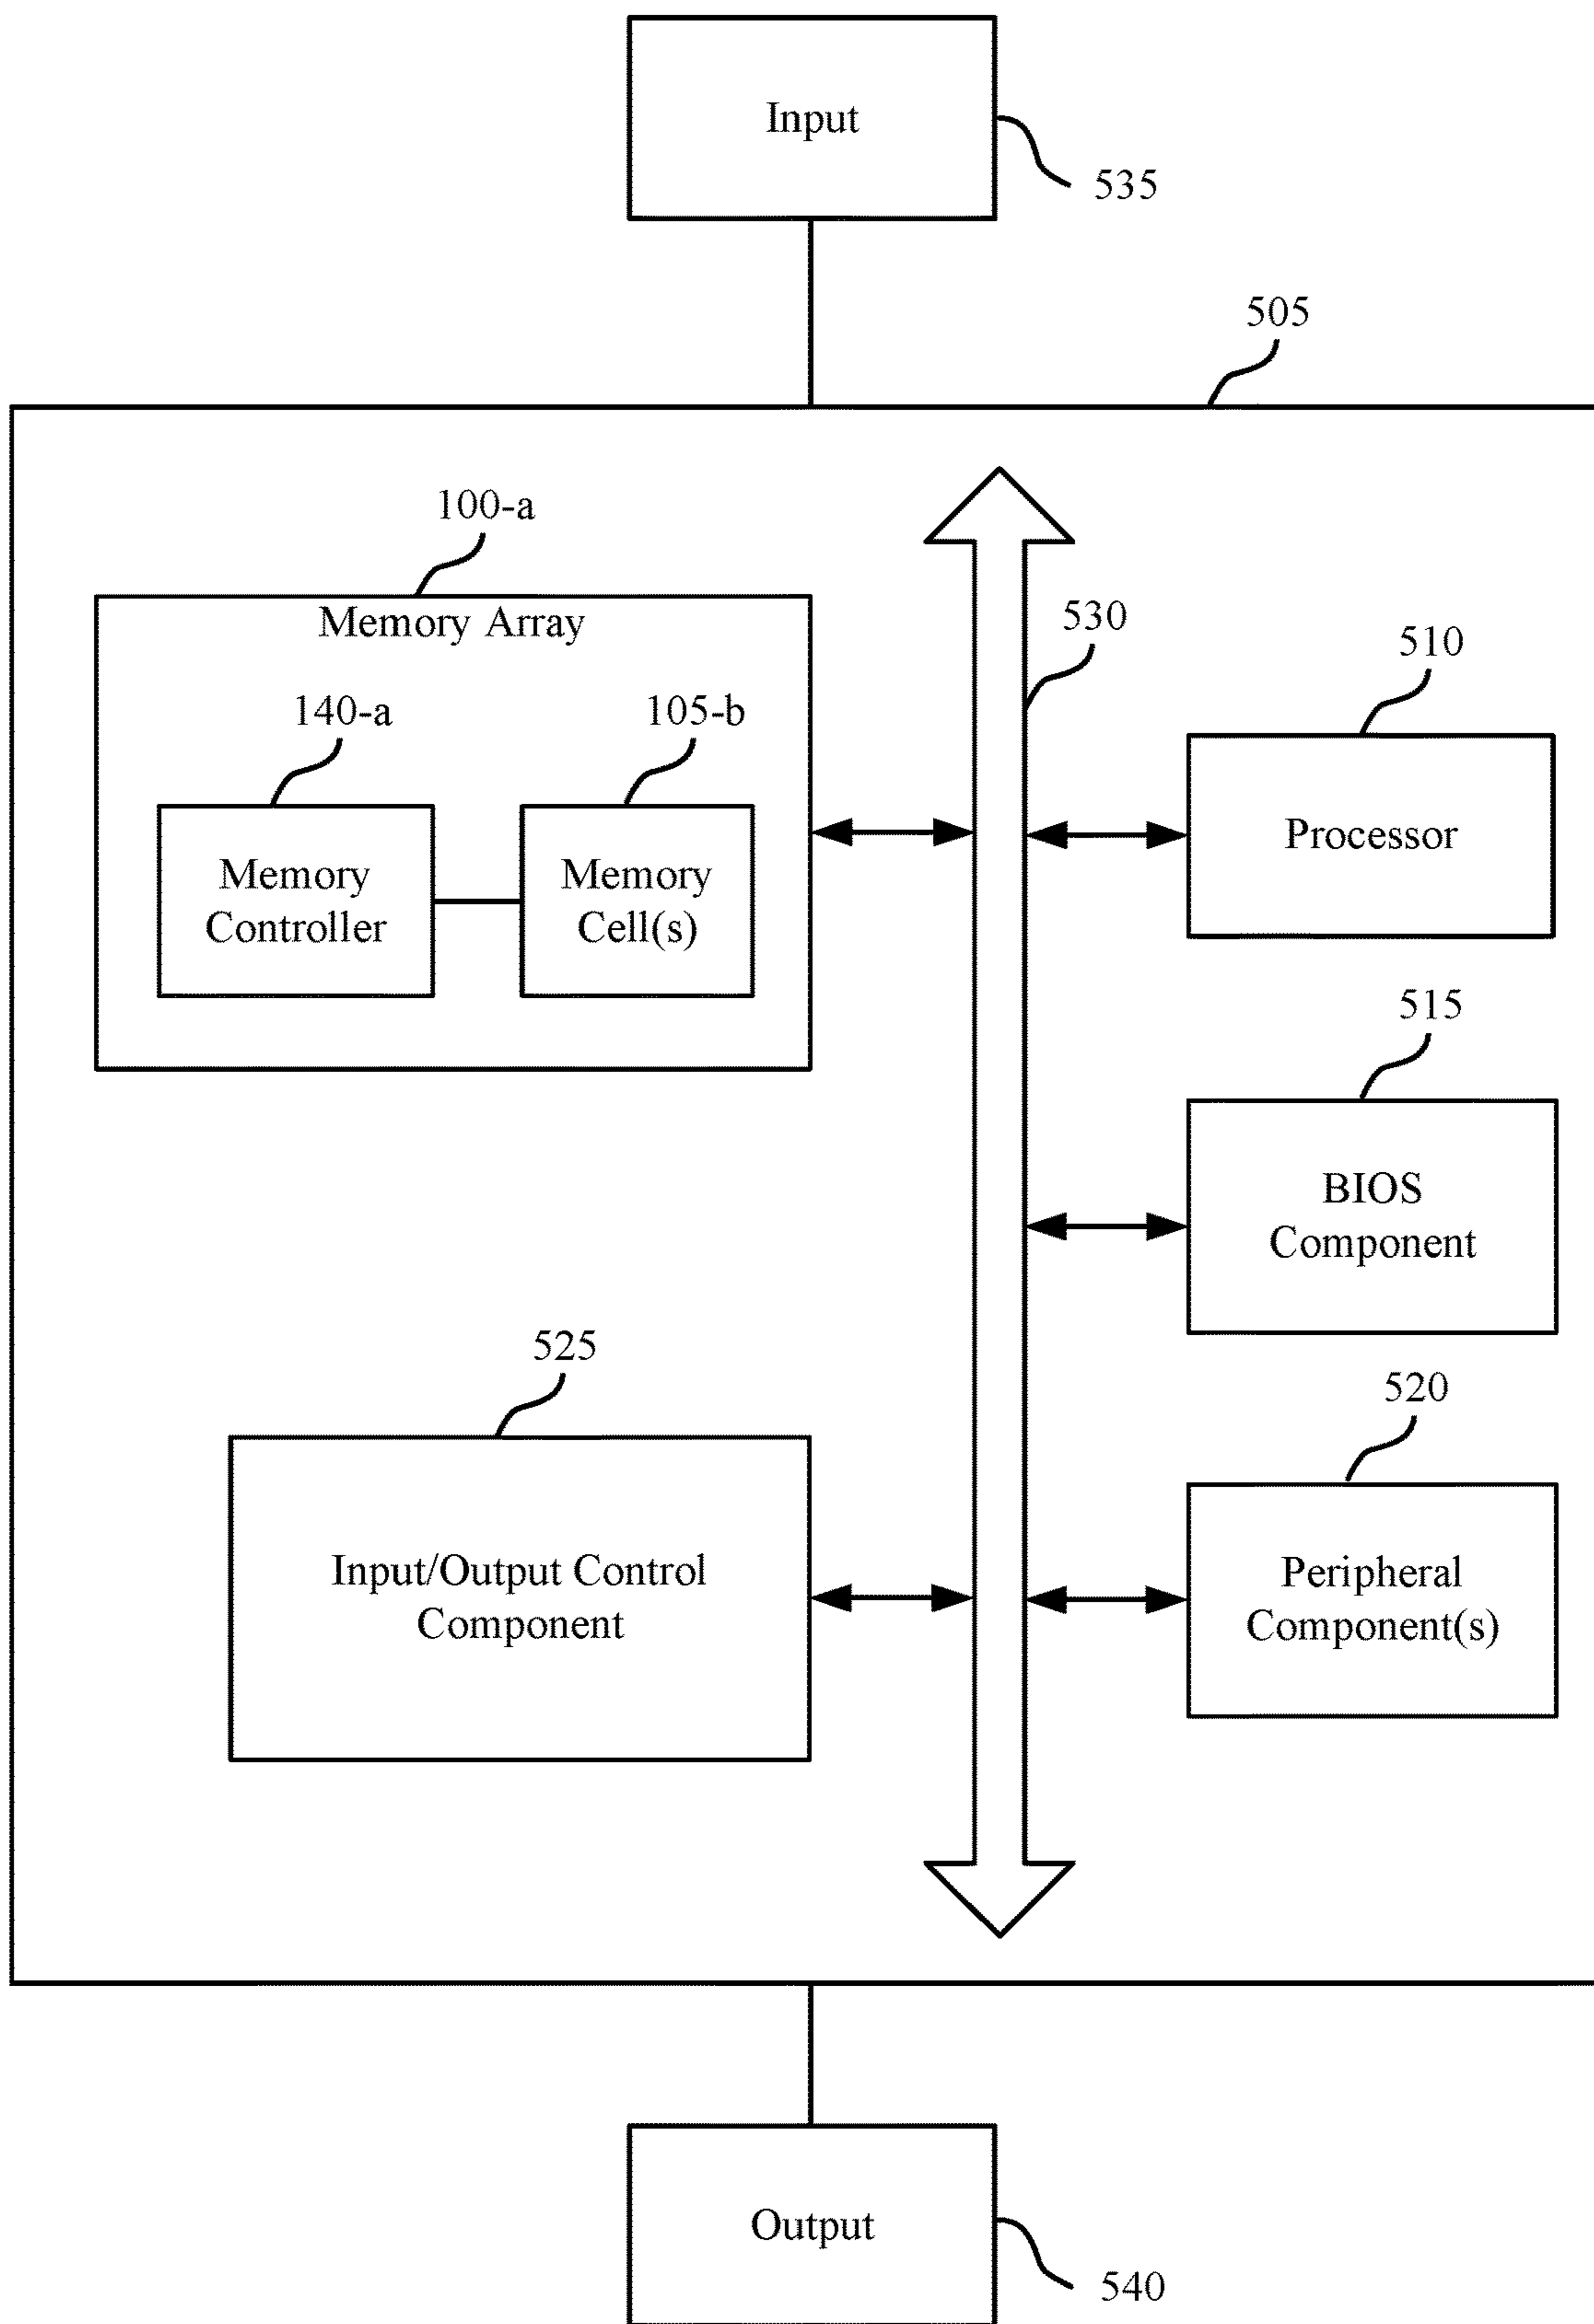 Input
535
505
100-a
Memory Array
530
510
140-a
105-b
Processor
Memory
Controller
Memory
Cell(s)
515
BIOS
Component
525
520
Input/Output Control
Component
Peripheral
Component(s)
Output
540